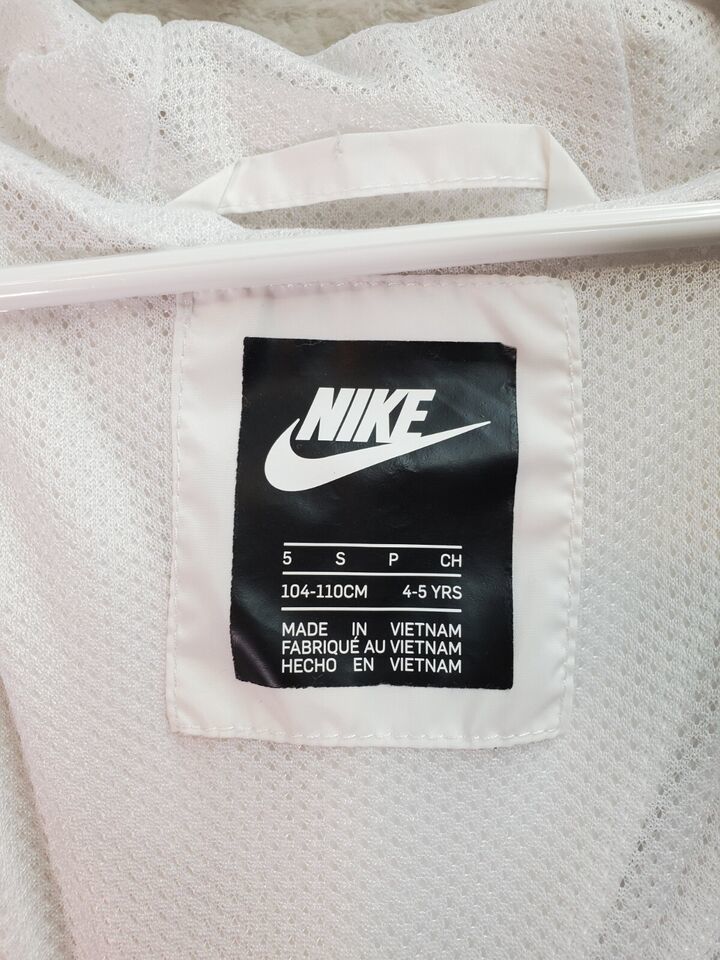 NIKE
5 S P CH
104-110CM 4-5 YRS
MADE IN VIETNAM
FABRIQUÉ AU VIETNAM
HECHO EN VIETNAM